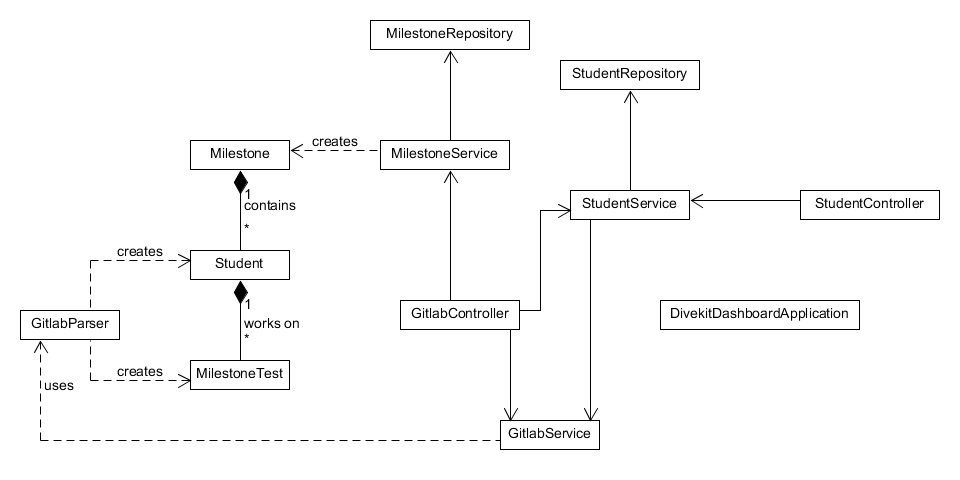 MilestoneRepository
StudentRepository
creates
Milestone
MilestoneService
1
contains
*
StudentService
StudentController
creates
Student
1
works on
*
GitlabParser
GitlabController
DivekitDashboardApplication
creates
MilestoneTest
uses
GitlabService